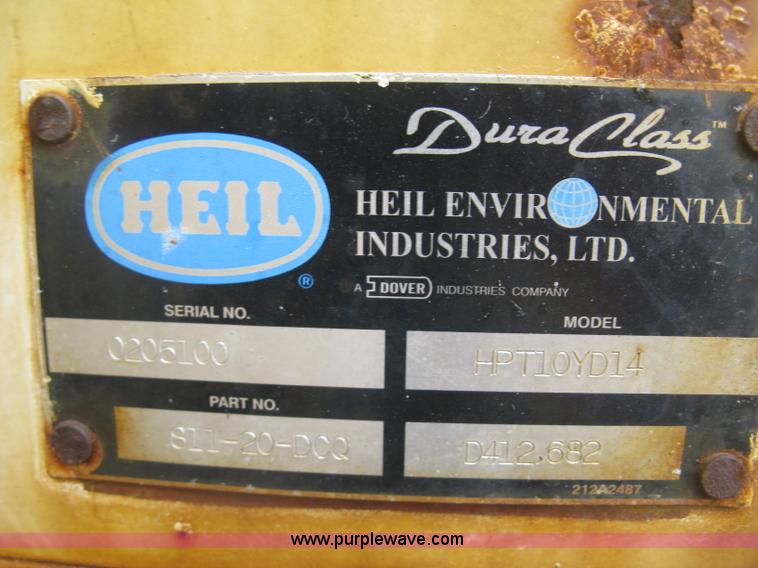 DuraClass™
HEIL®
HEIL ENVIRONMENTAL
INDUSTRIES, LTD.
A DOVER INDUSTRIES COMPANY
SERIAL NO.
MODEL
0205100
HPT10YD14
PART NO.
811-20-DCQ
D412,682
212A2487
www.purplewave.com